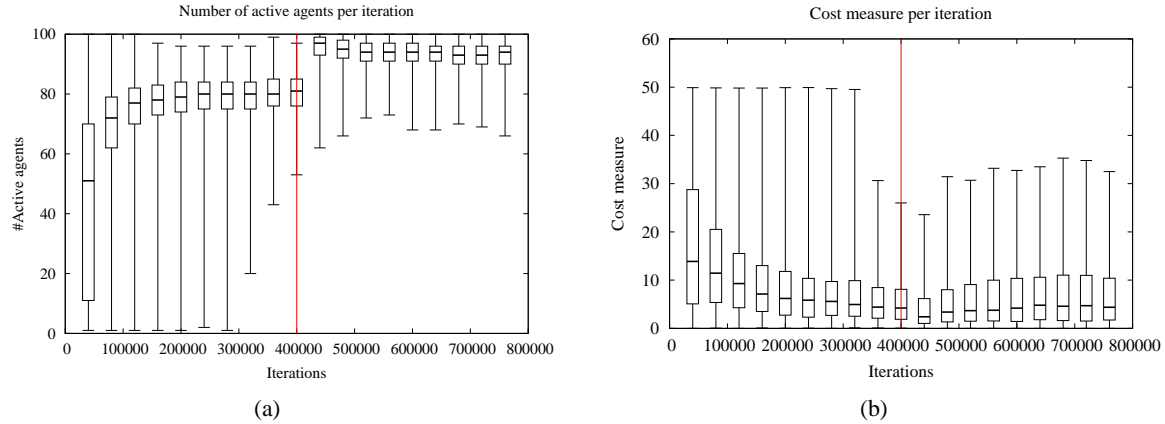 Number of active agents per iteration
100
80
60
40
20
0
#Active agents
0 100000 200000 300000 400000 500000 600000 700000 800000
Iterations
(a)
Cost measure per iteration
60
50
40
30
20
10
0
Cost measure
0 100000 200000 300000 400000 500000 600000 700000 800000
Iterations
(b)